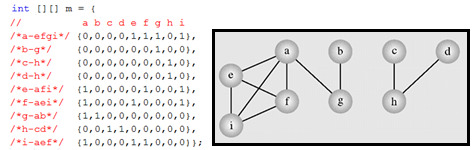 int [][] m = {
// a b c d e f g h i
/*a-efgi*/ {0,0,0,0,1,1,1,0,1},
/*b-g*/ {0,0,0,0,0,0,1,0,0},
/*c-h*/ {0,0,0,0,0,0,0,1,0},
/*d-h*/ {0,0,0,0,0,0,0,1,0},
/*e-afi*/ {1,0,0,0,0,1,0,0,1},
/*f-aei*/ {1,0,0,0,1,0,0,0,1},
/*g-ab*/ {1,1,0,0,0,0,0,0,0},
/*h-cd*/ {0,0,1,1,0,0,0,0,0},
/*i-aef*/ {1,0,0,0,1,1,0,0,0}};
a b c d
e
f g h
i